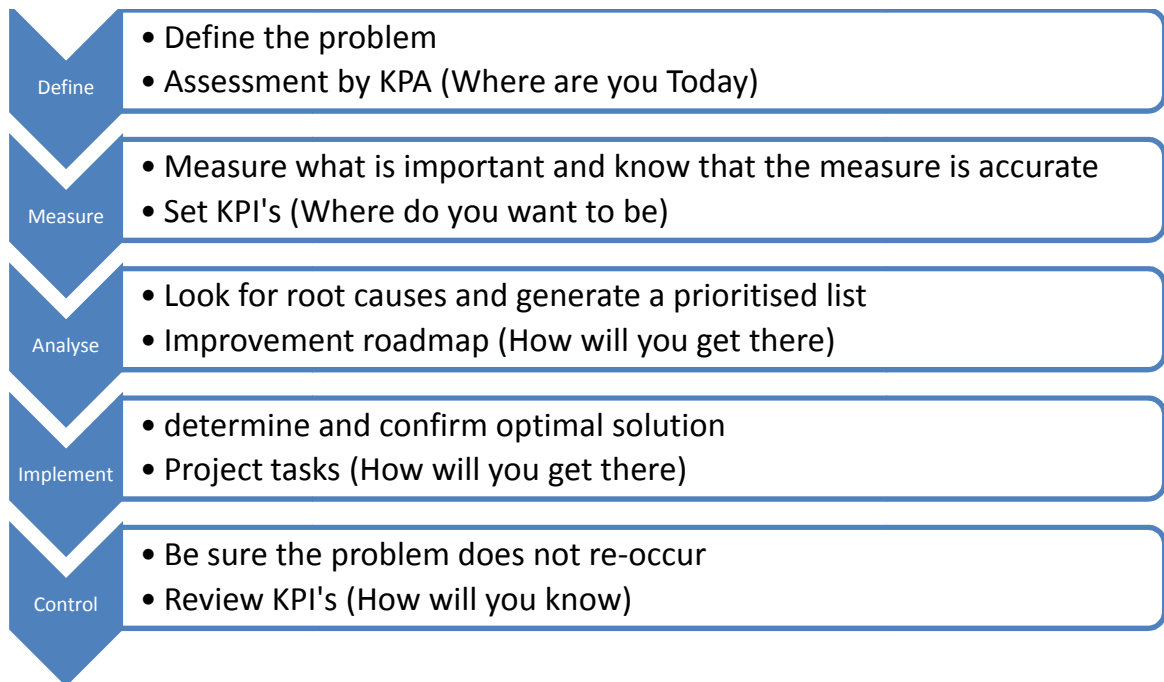 Define
• Define the problem
• Assessment by KPA (Where are you Today)
Measure
• Measure what is important and know that the measure is accurate
• Set KPI's (Where do you want to be)
Analyse
• Look for root causes and generate a prioritised list
• Improvement roadmap (How will you get there)
Implement
• determine and confirm optimal solution
• Project tasks (How will you get there)
Control
• Be sure the problem does not re-occur
• Review KPI's (How will you know)